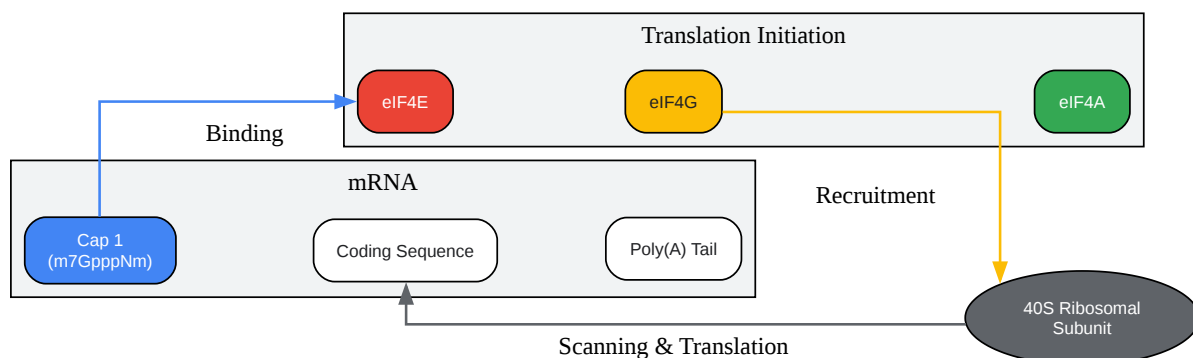 Translation Initiation
eIF4E
eIF4G
eIF4A
Binding
mRNA
Recruitment
Cap 1
(m7GpppNm)
Coding Sequence
Poly(A) Tail
40S Ribosomal
Subunit
Scanning & Translation